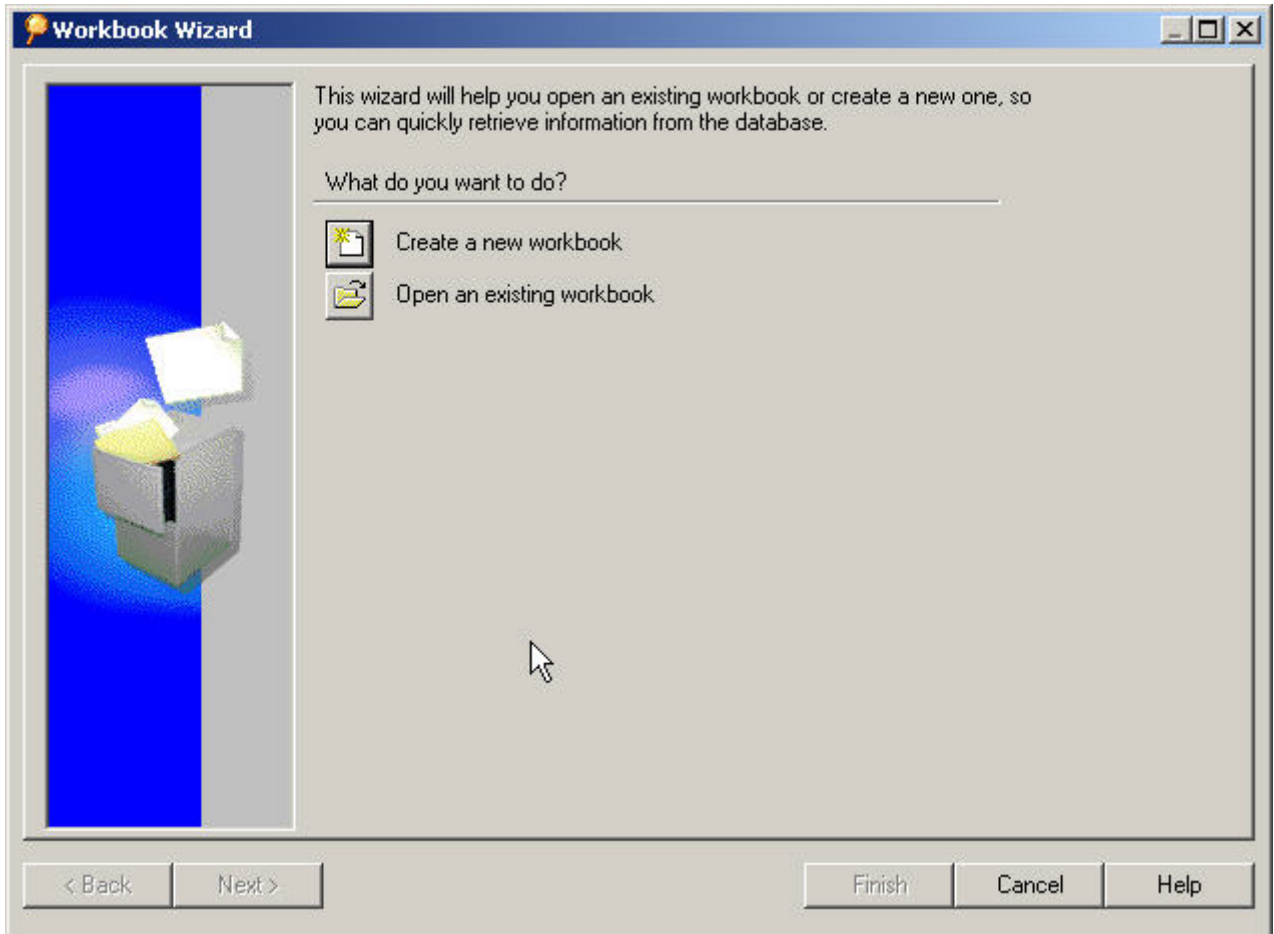 Workbook Wizard
This wizard will help you open an existing workbook or create a new one, so
you can quickly retrieve information from the database.
What do you want to do?
Create a new workbook
Open an existing workbook
< Back
Next >
Finish
Cancel
Help